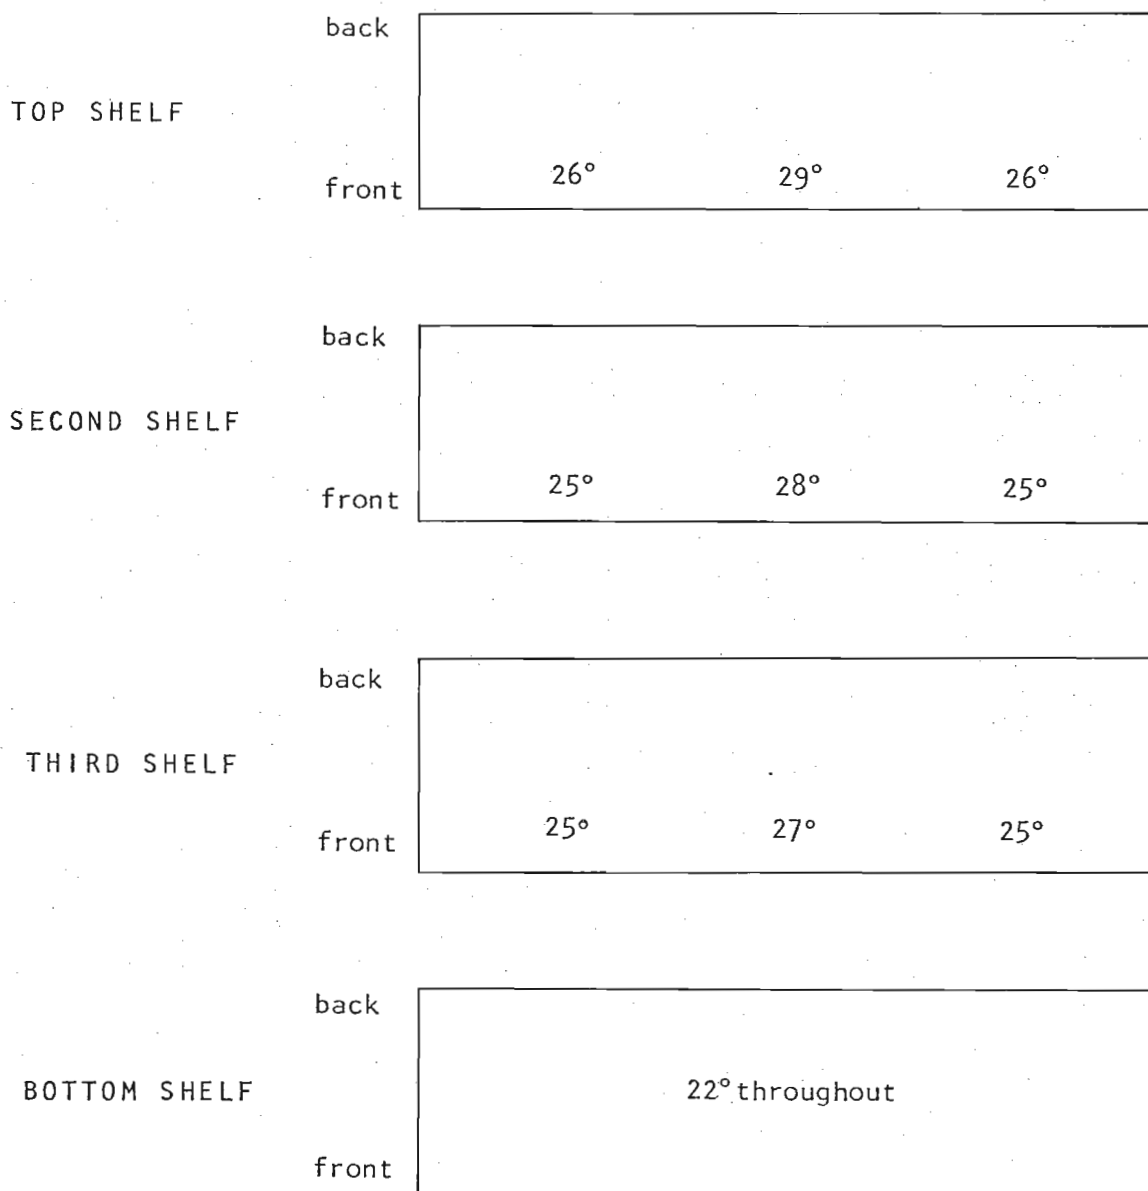 back
TOP SHELF
front 26° 29° 26°
back
SECOND SHELF
front 25° 28° 25°
back
THIRD SHELF
front 25° 27° 25°
back
BOTTOM SHELF 22° throughout
front